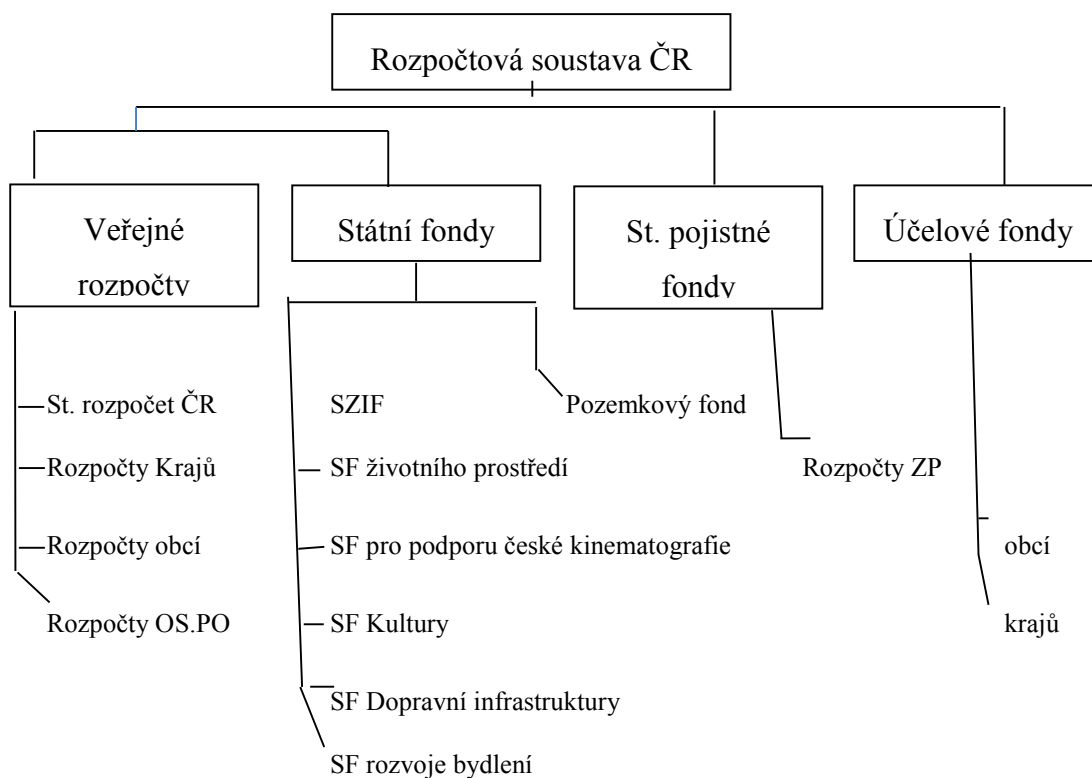 Rozpočtová soustava ČR
Veřejné
rozpočty
Státní fondy
St. pojistné
fondy
Účelové fondy
St. rozpočet ČR
SZIF
Pozemkový fond
Rozpočty Krajů
SF životního prostředí
Rozpočty ZP
Rozpočty obcí
SF pro podporu české kinematografie
obcí
Rozpočty OS.PO
SF Kultury
krajů
SF Dopravní infrastruktury
SF rozvoje bydlení